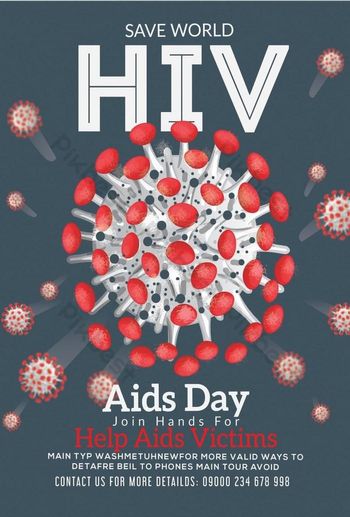 SAVE WORLD
HIV
Aids Day
Join Hands For
Help Aids Victims
MAIN TYP WASHMETUHNEWFOR MORE VALID WAYS TO
DETAFRE BEIL TO PHONES MAIN TOUR AVOID
CONTACT US FOR MORE DETAILDS: 09000 234 678 998